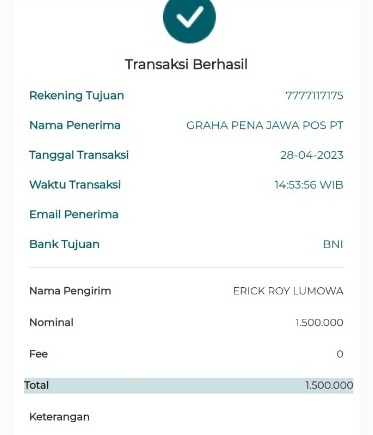 Transaksi Berhasil
Rekening Tujuan 7777117175
Nama Penerima GRAHA PENA JAWA POS PT
Tanggal Transaksi 28-04-2023
Waktu Transaksi 14:53:56 WIB
Email Penerima
Bank Tujuan BNI
Nama Pengirim ERICK ROY LUMOWA
Nominal 1.500.000
Fee 0
Total 1.500.000
Keterangan